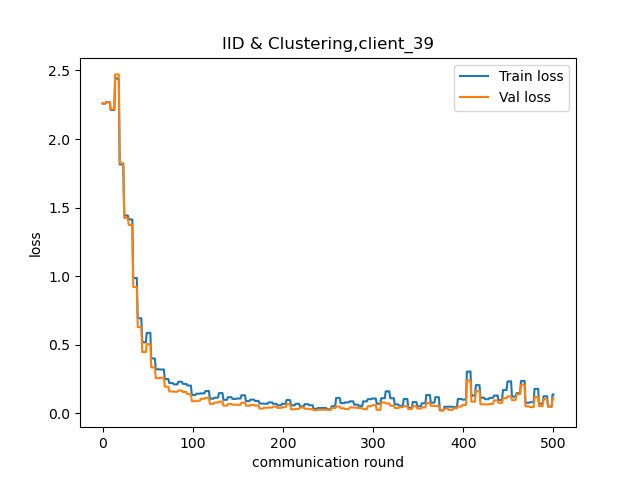 IID & Clustering,client_39
Train loss
Val loss
2.5
2.0
1.5
1.0
0.5
0.0
loss
0
100
200
300
400
500
communication round